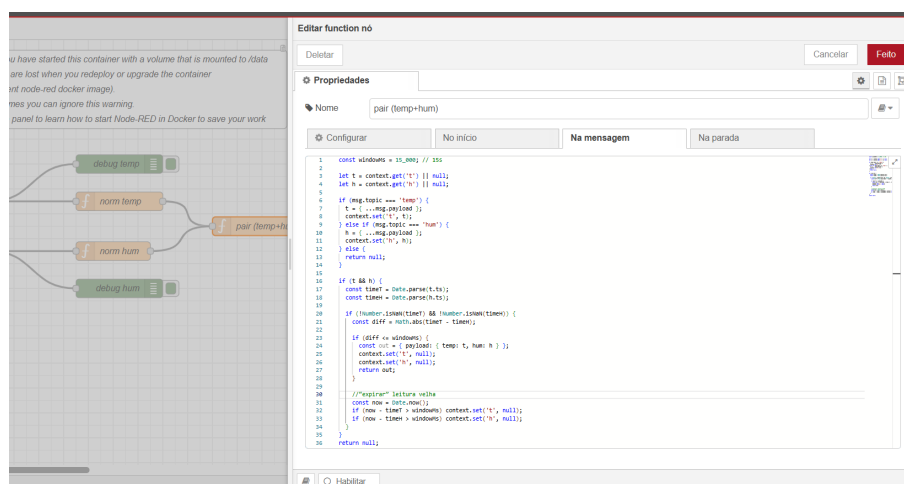 Editar function nó
Deletar
Cancelar
Feito
Propriedades
Nome
pair (temp+hum)
Configurar
No início
Na mensagem
Na parada
ou have started this container with a volume that is mounted to /data
are lost when you redeploy or upgrade the container
ent node-red docker image).
mes you can ignore this warning.
panel to learn how to start Node-RED in Docker to save your work
debug temp
norm temp
pair (temp+hu
norm hum
debug hum
1 const windowMs = 15_000; // 15s
2
3 let t = context.get('t') || null;
4 let h = context.get('h') || null;
5
6 if (msg.topic === 'temp') {
7 t = { ...msg.payload };
8 context.set('t', t);
9 } else if (msg.topic === 'hum') {
10 h = { ...msg.payload };
11 context.set('h', h);
12 } else {
13 return null;
14 }
15
16 if (t && h) {
17 const timeT = Date.parse(t.ts);
18 const timeH = Date.parse(h.ts);
19
20 if (!Number.isNaN(timeT) && !Number.isNaN(timeH)) {
21 const diff = Math.abs(timeT - timeH);
22
23 if (diff <= windowMs) {
24 const out = { payload: { temp: t, hum: h } };
25 context.set('t', null);
26 context.set('h', null);
27 return out;
28 }
29
30 //"expirar" leitura velha
31 const now = Date.now();
32 if (now - timeT > windowMs) context.set('t', null);
33 if (now - timeH > windowMs) context.set('h', null);
34 }
35 }
36 return null;
Habilitar